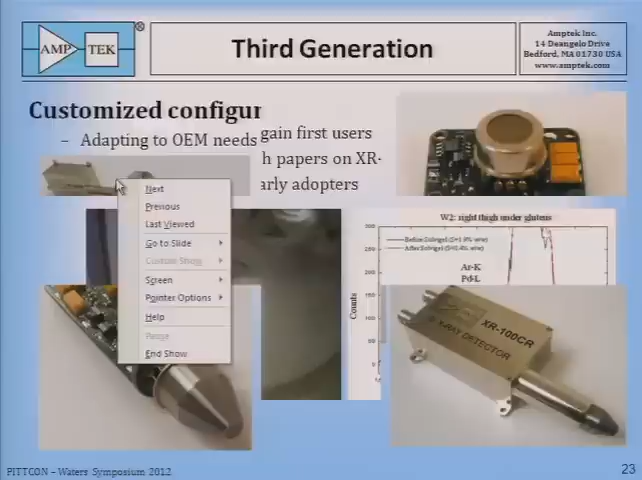 AMP TEK ®
Third Generation
Amptek Inc.
14 Deangelo Drive
Bedford, MA 01730 USA
www.amptek.com
Customized configur
– Adapting to OEM needs
gain first users
h papers on XR-
arly adopters
Next
Previous
Last Viewed
Go to Slide
Custom Show
Screen
Pointer Options
Help
Pause
End Show
W2: right thigh under gluteus
Ar-K
Pd-L
Counts
XR-100CR
X-RAY DETECTOR
PITTCON – Waters Symposium 2012
23